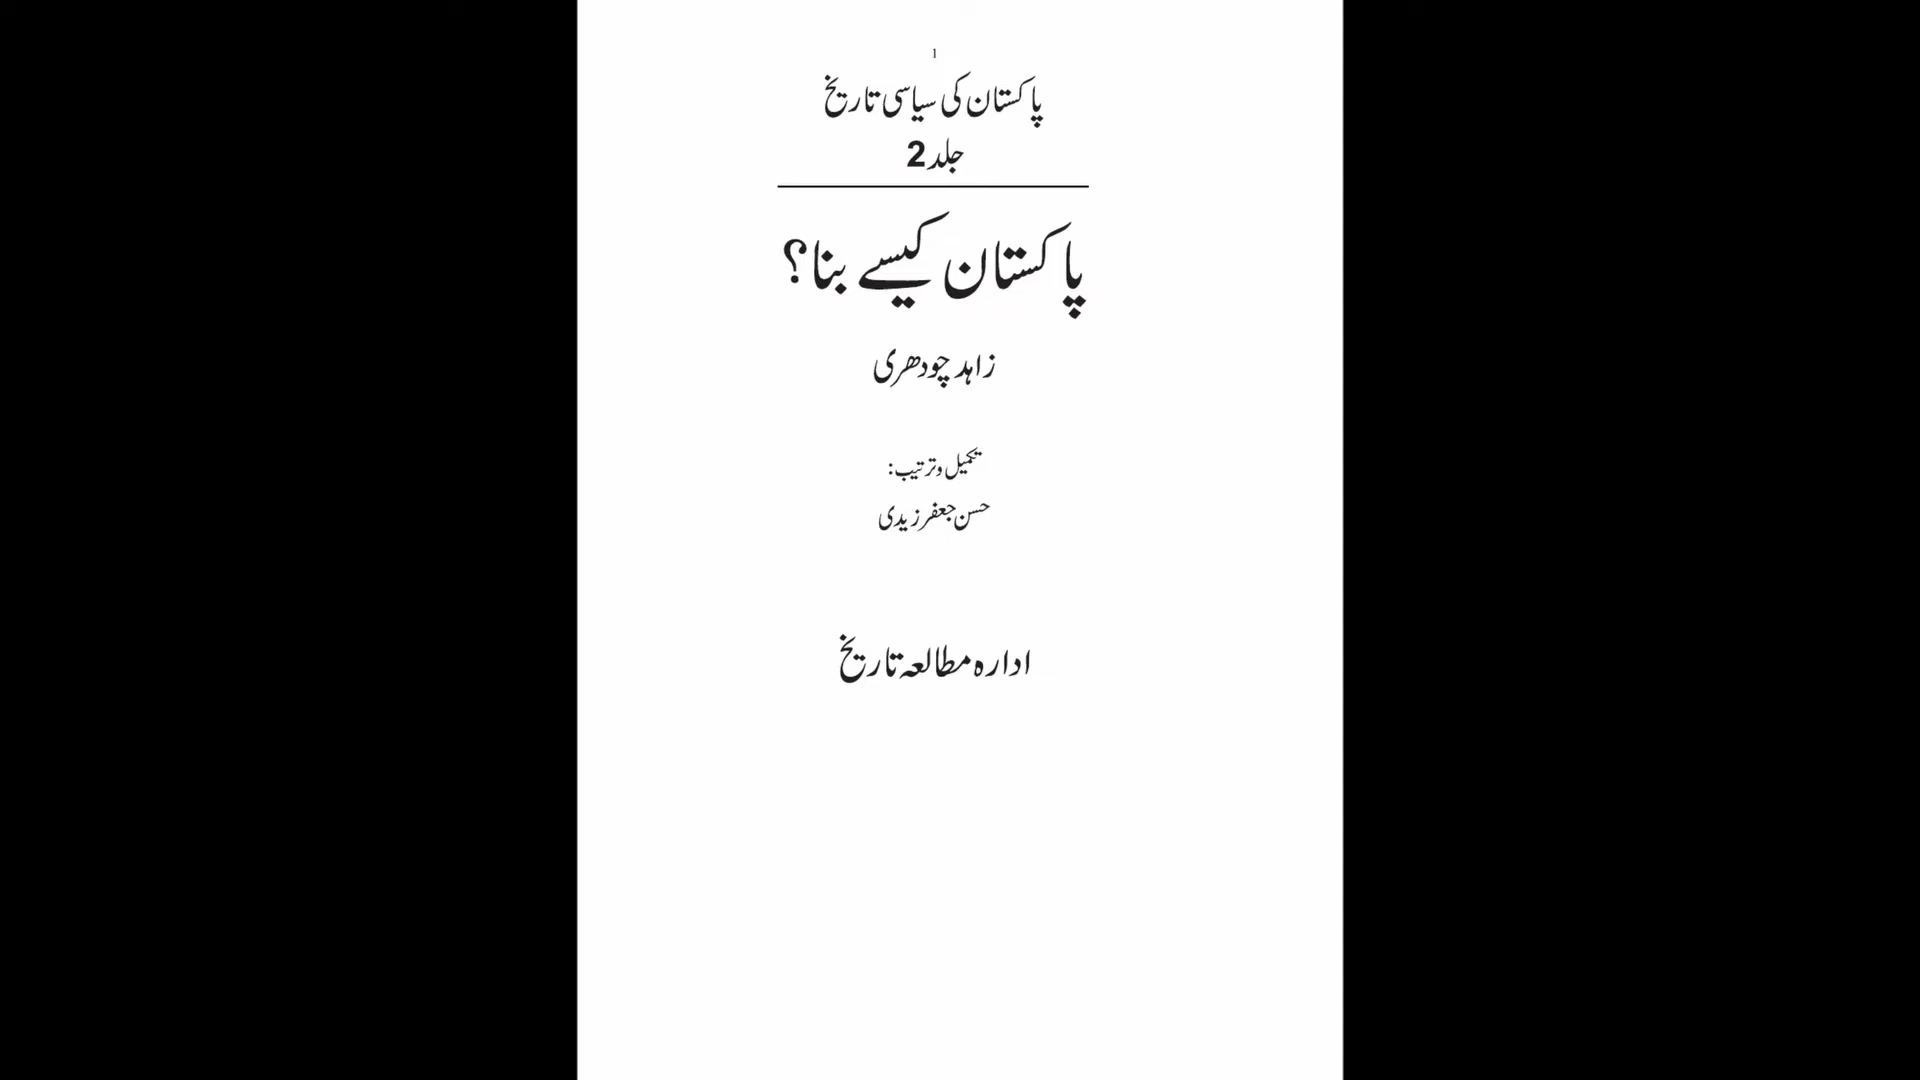 1
پاکستان کی سیاسی تاریخ
جلد 2
پاکستان کیسے بنا؟
زاہد چودھری
تکمیل و ترتیب:
حسن جعفر زیدی
ادارہ مطالعہ تاریخ